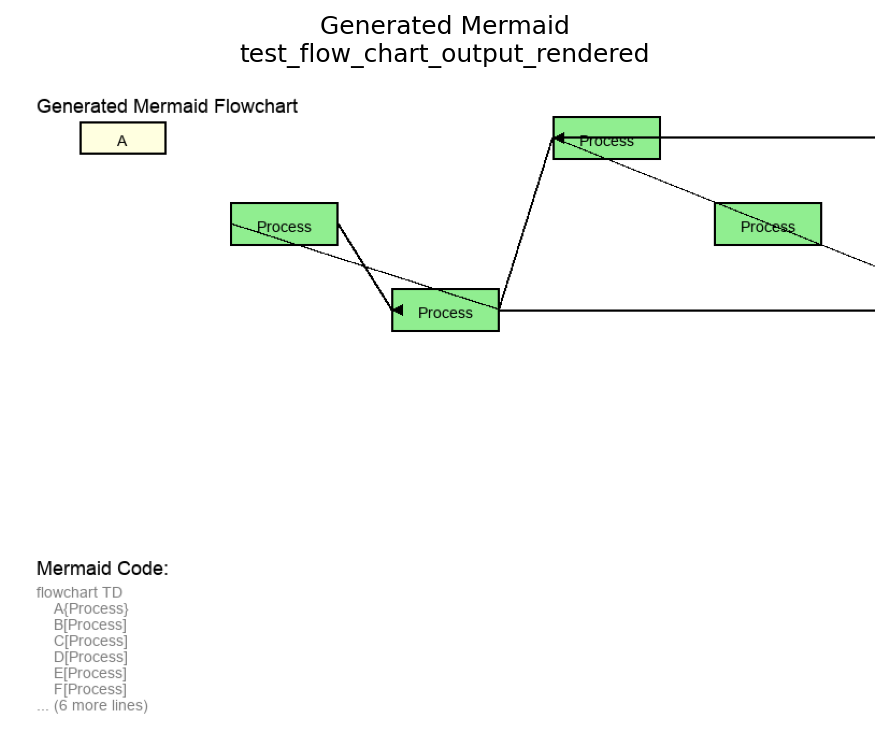 Generated Mermaid
test_flow_chart_output_rendered
Generated Mermaid Flowchart
A
Process
Process
Process
Process
Mermaid Code:
flowchart TD
A{Process}
B[Process]
C[Process]
D[Process]
E[Process]
F[Process]
... (6 more lines)